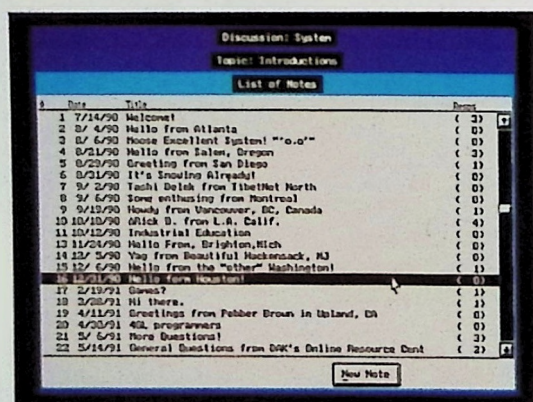 Discussion: System
Topic: Introductions
List of Notes
# Date Title Resps
1 7/14/90 Welcome! ( 3)
2 8/ 4/90 Hello from Atlanta ( 0)
3 8/ 6/90 Moose Excellent System! "'o.o'" ( 0)
4 8/21/90 Hello from Salem, Oregon ( 3)
5 8/29/90 Greeting from San Diego ( 1)
6 8/31/90 It's Snowing Already! ( 0)
7 9/ 2/90 Tashi Delek from TibetNet North ( 0)
8 9/ 6/90 Some enthusing from Montreal ( 0)
9 9/19/90 Howdy from Vancouver, BC, Canada ( 1)
10 10/10/90 ARick B. from L.A. Calif. ( 4)
11 10/12/90 Industrial Education ( 0)
13 11/24/90 Hello From, Brighton,Mich ( 0)
14 12/ 5/90 Yag from Beautiful Hackensack, NJ ( 0)
15 12/ 6/90 Hello from the "other" Washington! ( 1)
16 12/31/90 Hello form Houston! ( 0)
17 2/19/91 Games? ( 1)
18 3/28/91 Hi there. ( 1)
19 4/11/91 Greetings from Pebber Brown in Upland, CA ( 0)
20 4/30/91 4GL programmers ( 0)
21 5/ 6/91 More Questions! ( 3)
22 5/14/91 General Questions from DAK's Online Resource Cent ( 2)
New Note